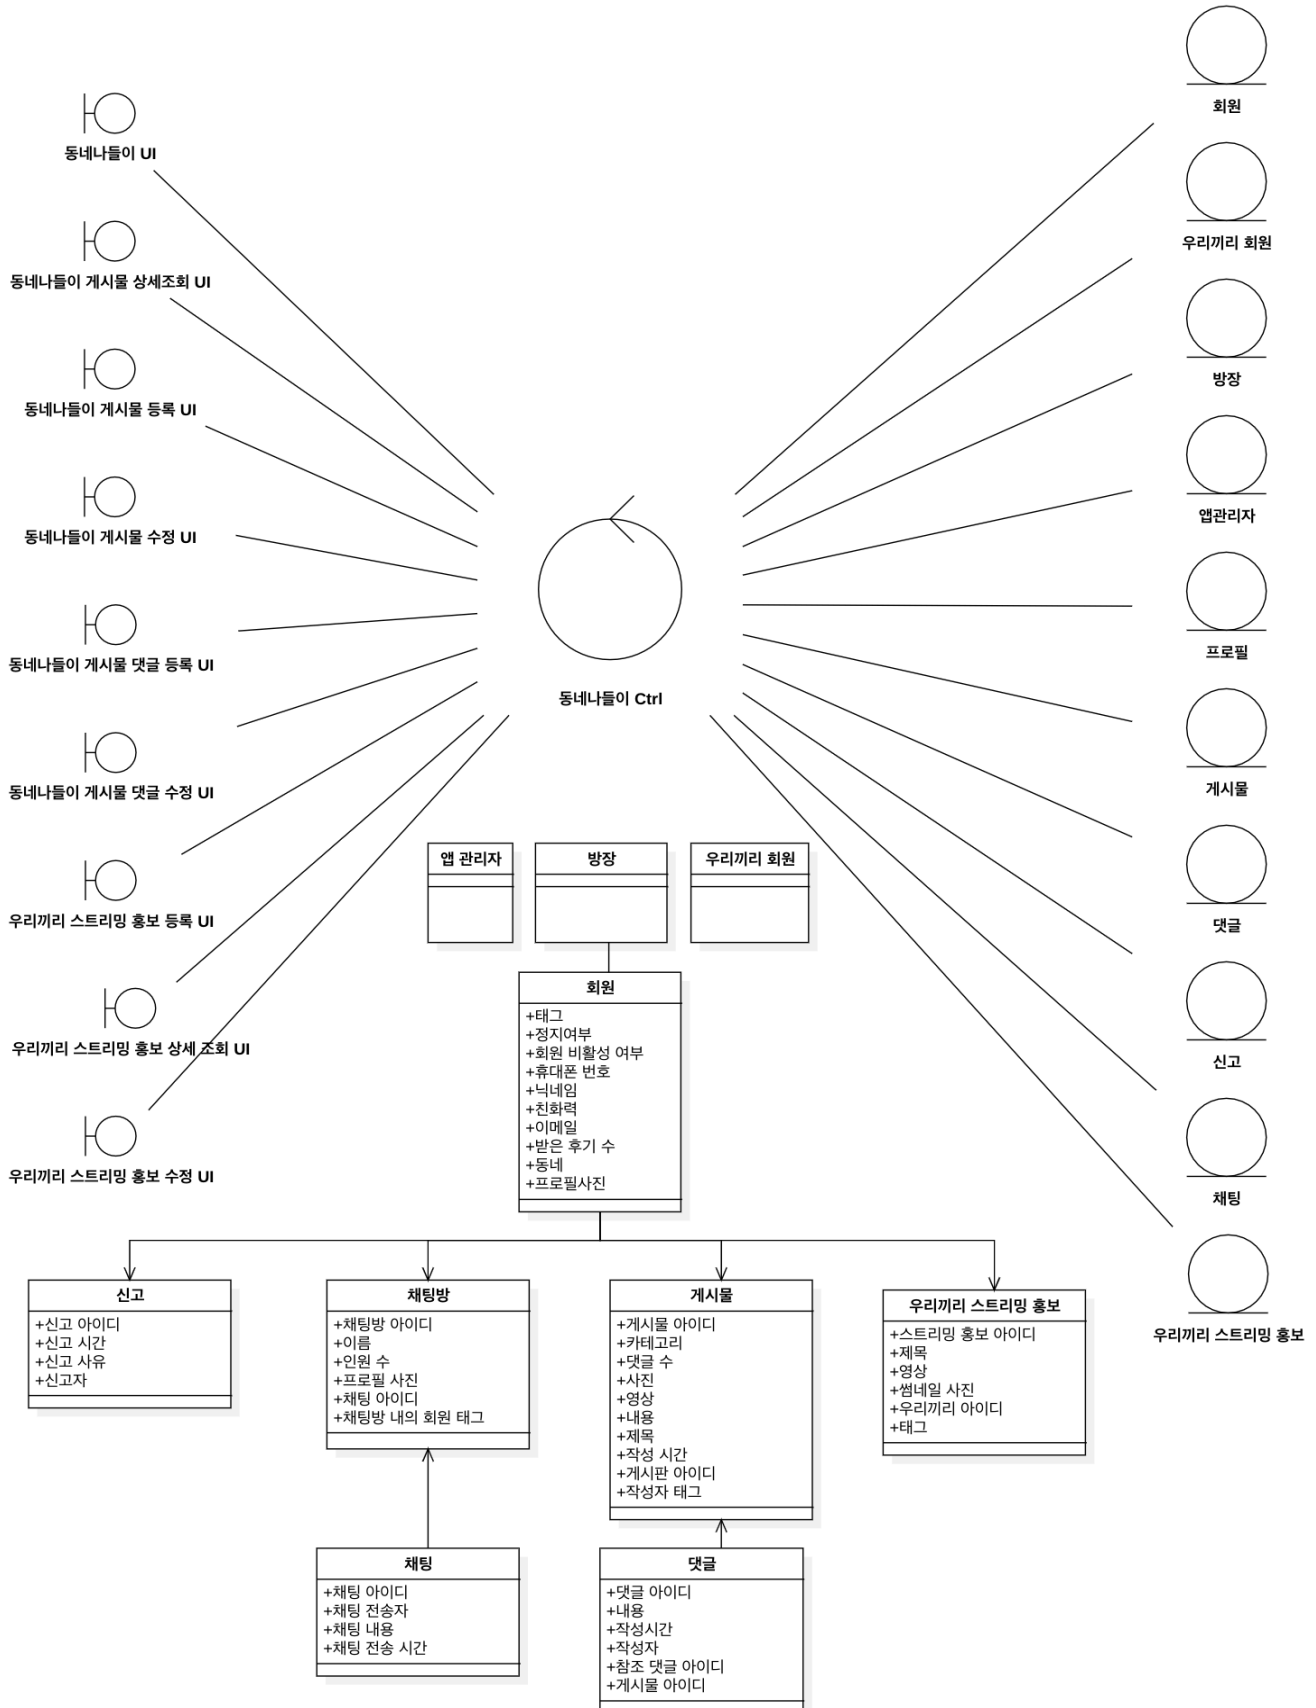 동네나들이 UI
동네나들이 게시물 상세조회 UI
동네나들이 게시물 등록 UI
동네나들이 게시물 수정 UI
동네나들이 게시물 댓글 등록 UI
동네나들이 게시물 댓글 수정 UI
우리끼리 스트리밍 홍보 등록 UI
우리끼리 스트리밍 홍보 상세 조회 UI
우리끼리 스트리밍 홍보 수정 UI
동네나들이 Ctrl
회원
우리끼리 회원
방장
앱관리자
프로필
게시물
댓글
신고
채팅
우리끼리 스트리밍 홍보
앱 관리자
방장
우리끼리 회원
회원
+태그
+정지여부
+회원 비활성 여부
+휴대폰 번호
+닉네임
+친화력
+이메일
+받은 후기 수
+동네
+프로필사진
신고
+신고 아이디
+신고 시간
+신고 사유
+신고자
채팅방
+채팅방 아이디
+이름
+인원 수
+프로필 사진
+채팅 아이디
+채팅방 내의 회원 태그
게시물
+게시물 아이디
+카테고리
+댓글 수
+사진
+영상
+내용
+제목
+작성 시간
+게시판 아이디
+작성자 태그
우리끼리 스트리밍 홍보
+스트리밍 홍보 아이디
+제목
+영상
+썸네일 사진
+우리끼리 아이디
+태그
채팅
+채팅 아이디
+채팅 전송자
+채팅 내용
+채팅 전송 시간
댓글
+댓글 아이디
+내용
+작성시간
+작성자
+참조 댓글 아이디
+게시물 아이디